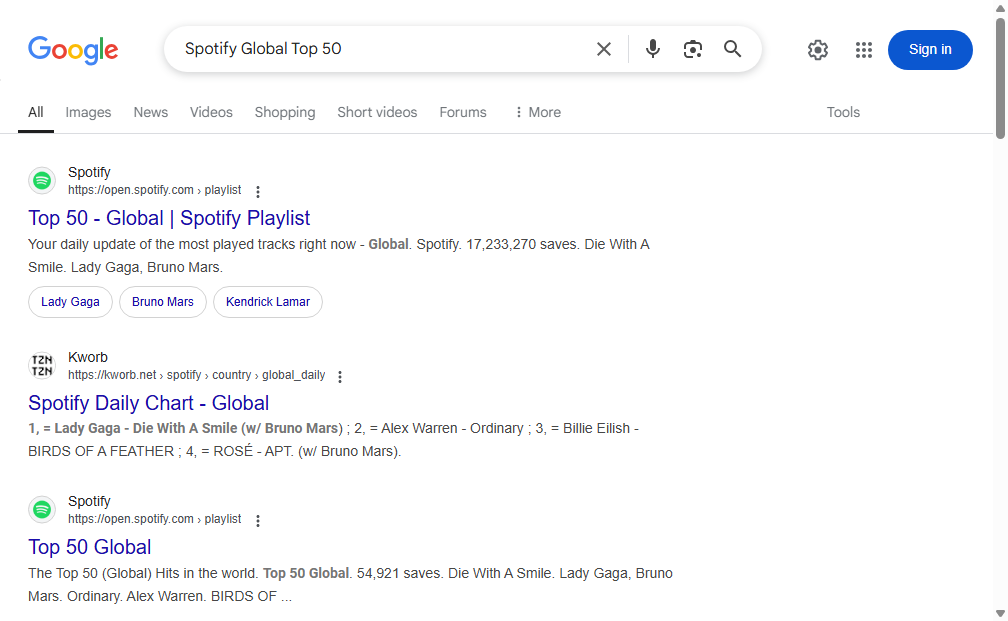 Google
Spotify Global Top 50
Sign in
All Images News Videos Shopping Short videos Forums More Tools
Spotify
https://open.spotify.com › playlist
Top 50 - Global | Spotify Playlist
Your daily update of the most played tracks right now - Global. Spotify. 17,233,270 saves. Die With A
Smile. Lady Gaga, Bruno Mars.
Lady Gaga Bruno Mars Kendrick Lamar
TZN
TZN
Kworb
https://kworb.net › spotify › country › global_daily
Spotify Daily Chart - Global
1, = Lady Gaga - Die With A Smile (w/ Bruno Mars) ; 2, = Alex Warren - Ordinary ; 3, = Billie Eilish -
BIRDS OF A FEATHER ; 4, = ROSÉ - APT. (w/ Bruno Mars).
Spotify
https://open.spotify.com › playlist
Top 50 Global
The Top 50 (Global) Hits in the world. Top 50 Global. 54,921 saves. Die With A Smile. Lady Gaga, Bruno
Mars. Ordinary. Alex Warren. BIRDS OF ...